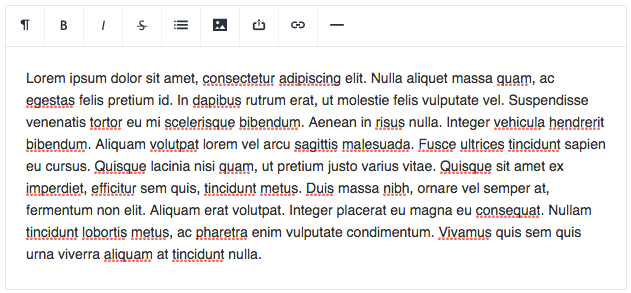 ¶ B I S
Lorem ipsum dolor sit amet, consectetur adipiscing elit. Nulla aliquet massa quam, ac
egestas felis pretium id. In dapibus rutrum erat, ut molestie felis vulputate vel. Suspendisse
venenatis tortor eu mi scelerisque bibendum. Aenean in risus nulla. Integer vehicula hendrerit
bibendum. Aliquam volutpat lorem vel arcu sagittis malesuada. Fusce ultrices tincidunt sapien
eu cursus. Quisque lacinia nisi quam, ut pretium justo varius vitae. Quisque sit amet ex
imperdiet, efficitur sem quis, tincidunt metus. Duis massa nibh, ornare vel semper at,
fermentum non elit. Aliquam erat volutpat. Integer placerat eu magna eu consequat. Nullam
tincidunt lobortis metus, ac pharetra enim vulputate condimentum. Vivamus quis sem quis
urna viverra aliquam at tincidunt nulla.